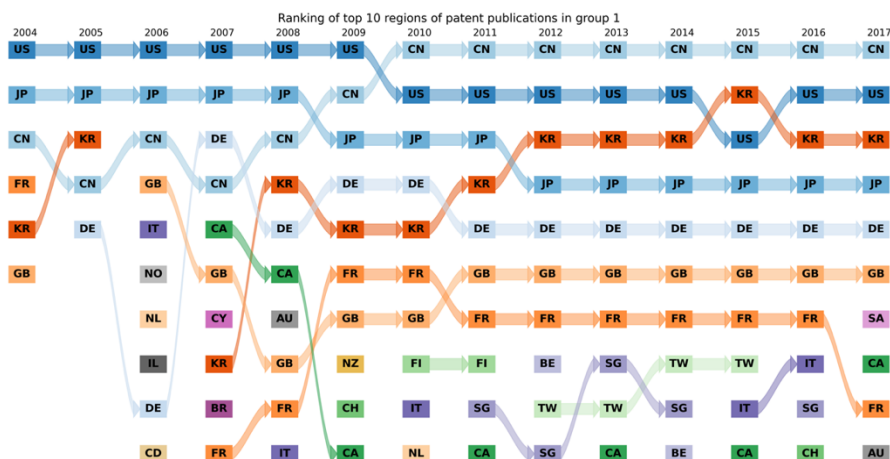 Ranking of top 10 regions of patent publications in group 1
2004 2005 2006 2007 2008 2009 2010 2011 2012 2013 2014 2015 2016 2017
US US US US US US CN CN CN CN CN CN CN CN
JP JP JP JP JP CN US US US US US KR US US
CN KR CN DE CN JP JP JP KR KR KR US KR KR
FR CN GB CN KR DE DE KR JP JP JP JP JP JP
KR DE IT CA DE KR KR DE DE DE DE DE DE DE
GB NO GB CA FR FR GB GB GB GB GB GB GB
NL CY AU GB GB FR FR FR FR FR FR SA
IL KR GB NZ FI FI BE SG TW TW IT CA
DE BR FR CH IT SG TW TW SG IT SG FR
CD FR IT CA NL CA SG CA BE CA CH AU